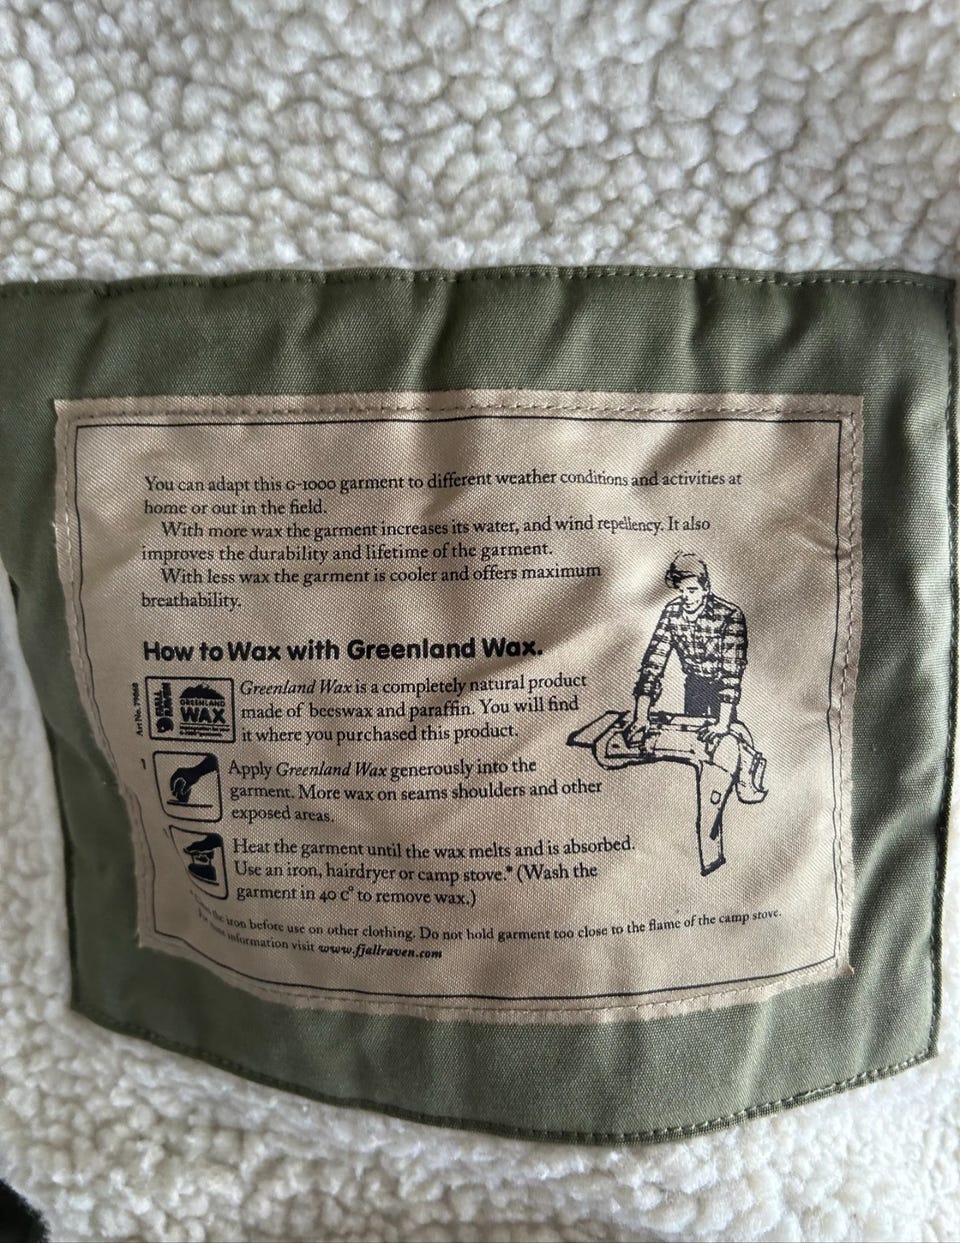 You can adapt this G-1000 garment to different weather conditions and activities at
home or out in the field.
With more wax the garment increases its water, and wind repellency. It also
improves the durability and lifetime of the garment.
With less wax the garment is cooler and offers maximum
breathability.
How to Wax with Greenland Wax.
Art No. 79060
FJÄLL RÄVEN
GREENLAND
WAX
Greenland Wax is a completely natural product
made of beeswax and paraffin. You will find
it where you purchased this product.
Apply Greenland Wax generously into the
garment. More wax on seams shoulders and other
exposed areas.
Heat the garment until the wax melts and is absorbed.
Use an iron, hairdryer or camp stove.* (Wash the
garment in 40 c° to remove wax.)
the iron before use on other clothing. Do not hold garment too close to the flame of the camp stove.
information visit www.fjallraven.com